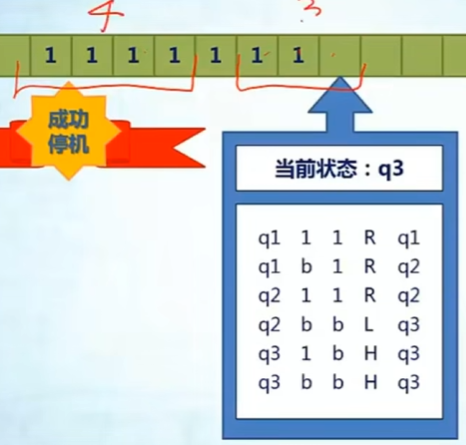 4 3
1 1 1 1 1 1 1
成功
停机
当前状态：q3
q1 1 1 R q1
q1 b 1 R q2
q2 1 1 R q2
q2 b b L q3
q3 1 b H q3
q3 b b H q3